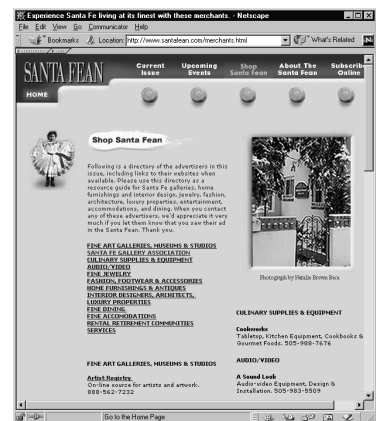 Experience Santa Fe living at its finest with these merchants. - Netscape
File Edit View Go Communicator Help
Bookmarks Location: http://www.santafean.com/merchants.html What's Related
SANTA FEAN
Current Issue
Upcoming Events
Shop Santa Fean
About The Santa Fean
Subscribe Online
HOME
Shop Santa Fean
Following is a directory of the advertisers in this
issue, including links to their websites when
available. Please use this directory as a
resource guide for Santa Fe galleries, home
furnishings and interior design, jewelry, fashion,
architecture, luxury properties, entertainment,
accommodations, and dining. When you contact
any of these advertisers, we'd appreciate it very
much if you let them know that you saw their ad
in the Santa Fean. Thank you.
Photograph by Natalie Brown Baca
FINE ART GALLERIES, MUSEUMS & STUDIOS
SANTA FE GALLERY ASSOCIATION
CULINARY SUPPLIES & EQUIPMENT
AUDIO/VIDEO
FINE JEWELRY
FASHION, FOOTWEAR & ACCESSORIES
HOME FURNISHINGS & ANTIQUES
INTERIOR DESIGNERS, ARCHITECTS,
LUXURY PROPERTIES
FINE DINING
FINE ACCOMODATIONS
RENTAL RETIREMENT COMMUNITIES
SERVICES
FINE ART GALLERIES, MUSEUMS & STUDIOS
Artist Registry
On-line source for artists and artwork.
888-562-7232
CULINARY SUPPLIES & EQUIPMENT
Cookworks
Tabletop, Kitchen Equipment, Cookbooks &
Gourmet Foods. 505-988-7676
AUDIO/VIDEO
A Sound Look
Audio-video Equipment, Design &
Installation. 505-983-5509
Go to the Home Page